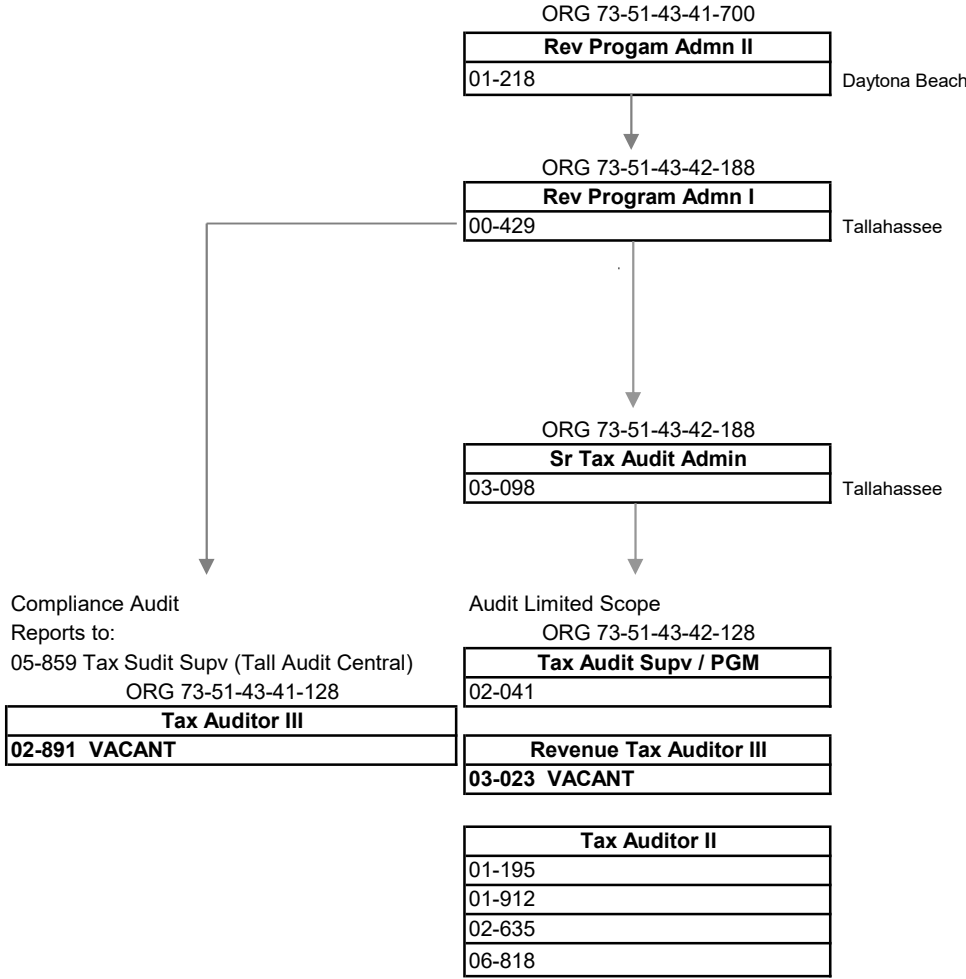 ORG 73-51-43-41-700
Rev Progam Admn II
01-218
Daytona Beach
ORG 73-51-43-42-188
Rev Program Admn I
00-429
Tallahassee
ORG 73-51-43-42-188
Sr Tax Audit Admin
03-098
Tallahassee
Compliance Audit
Reports to:
05-859 Tax Sudit Supv (Tall Audit Central)
ORG 73-51-43-41-128
Tax Auditor III
02-891 VACANT
Audit Limited Scope
ORG 73-51-43-42-128
Tax Audit Supv / PGM
02-041
Revenue Tax Auditor III
03-023 VACANT
Tax Auditor II
01-195
01-912
02-635
06-818